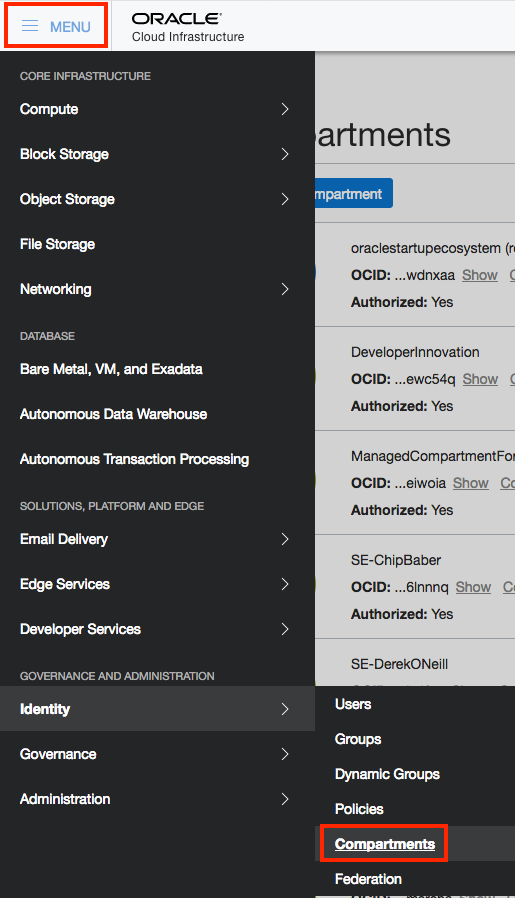 MENU
ORACLE
Cloud Infrastructure
CORE INFRASTRUCTURE
Compute
Block Storage
Object Storage
File Storage
Networking
DATABASE
Bare Metal, VM, and Exadata
Autonomous Data Warehouse
Autonomous Transaction Processing
SOLUTIONS, PLATFORM AND EDGE
Email Delivery
Edge Services
Developer Services
GOVERNANCE AND ADMINISTRATION
Identity
Governance
Administration
Users
Groups
Dynamic Groups
Policies
Compartments
Federation
artments
mpartment
oraclestartupecosystem (r
OCID: ...wdnxaa Show
Authorized: Yes
DeveloperInnovation
OCID: ...ewc54q Show
Authorized: Yes
ManagedCompartmentFor
OCID: ...eiwoia Show Co
Authorized: Yes
SE-ChipBaber
OCID: ...6lnnnq Show Co
Authorized: Yes
SE-DerekONeill